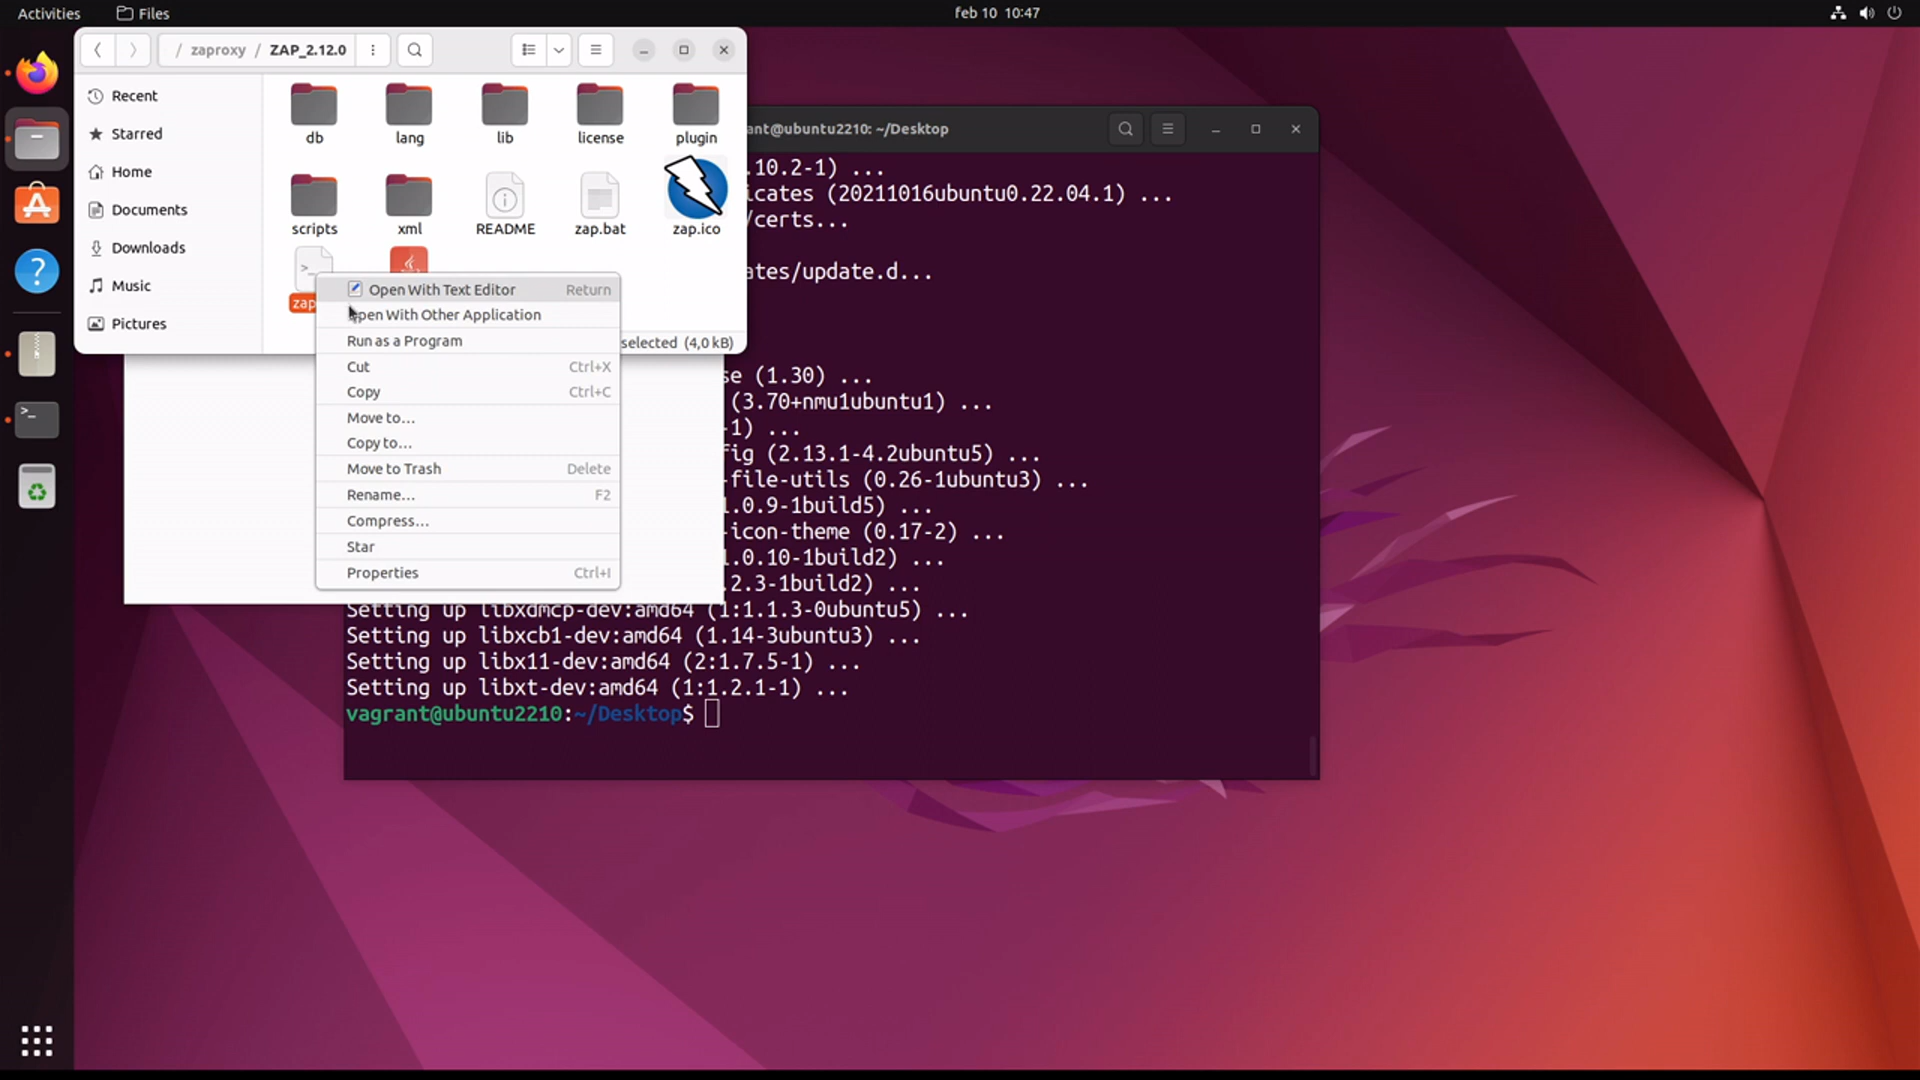 Activities
Files
feb 10 10:47
/ zaproxy / ZAP_2.12.0
Recent
Starred
Home
Documents
Downloads
Music
Pictures
db
lang
lib
license
plugin
scripts
xml
README
zap.bat
zap.ico
selected (4,0 kB)
Open With Text Editor Return
pen With Other Application
Run as a Program
Cut Ctrl+X
Copy Ctrl+C
Move to...
Copy to...
Move to Trash Delete
Rename... F2
Compress...
Star
Properties Ctrl+I
ant@ubuntu2210: ~/Desktop
.10.2-1) ...
icates (20211016ubuntu0.22.04.1) ...
/certs...
ates/update.d...
se (1.30) ...
(3.70+nmu1ubuntu1) ...
-1) ...
fig (2.13.1-4.2ubuntu5) ...
-file-utils (0.26-1ubuntu3) ...
1.0.9-1build5) ...
-icon-theme (0.17-2) ...
1.0.10-1build2) ...
.2.3-1build2) ...
Setting up libxdmcp-dev:amd64 (1:1.1.3-0ubuntu5) ...
Setting up libxcb1-dev:amd64 (1.14-3ubuntu3) ...
Setting up libx11-dev:amd64 (2:1.7.5-1) ...
Setting up libxt-dev:amd64 (1:1.2.1-1) ...
vagrant@ubuntu2210:~/Desktop$